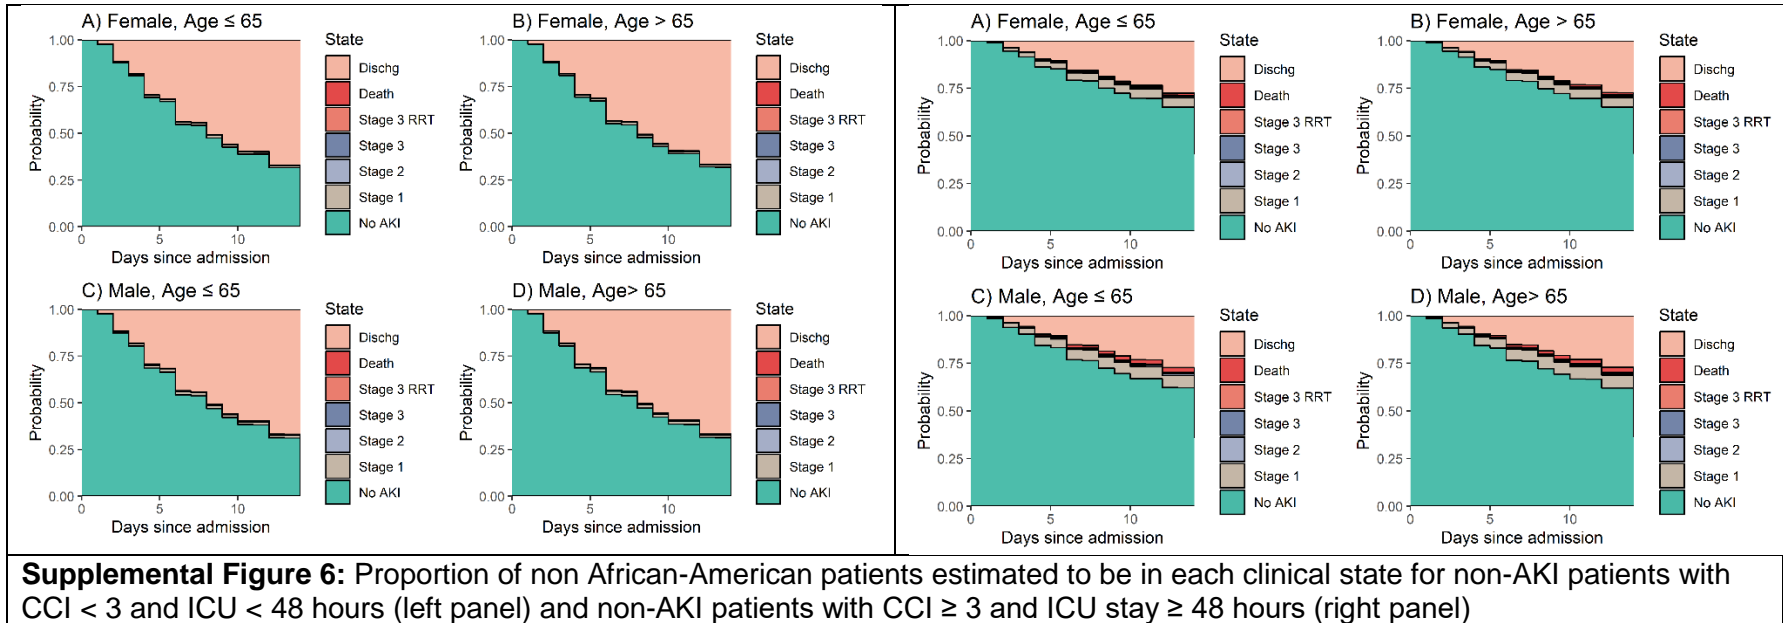 A) Female, Age ≤ 65
State
1.00
0.75
0.50
0.25
0.00
Probability
0
5
10
Days since admission
Dischg
Death
Stage 3 RRT
Stage 3
Stage 2
Stage 1
No AKI
B) Female, Age > 65
State
1.00
0.75
0.50
0.25
0.00
Probability
0
5
10
Days since admission
Dischg
Death
Stage 3 RRT
Stage 3
Stage 2
Stage 1
No AKI
C) Male, Age ≤ 65
State
1.00
0.75
0.50
0.25
0.00
Probability
0
5
10
Days since admission
Dischg
Death
Stage 3 RRT
Stage 3
Stage 2
Stage 1
No AKI
D) Male, Age> 65
State
1.00
0.75
0.50
0.25
0.00
Probability
0
5
10
Days since admission
Dischg
Death
Stage 3 RRT
Stage 3
Stage 2
Stage 1
No AKI
A) Female, Age ≤ 65
State
1.00
0.75
0.50
0.25
0.00
Probability
0
5
10
Days since admission
Dischg
Death
Stage 3 RRT
Stage 3
Stage 2
Stage 1
No AKI
B) Female, Age > 65
State
1.00
0.75
0.50
0.25
0.00
Probability
0
5
10
Days since admission
Dischg
Death
Stage 3 RRT
Stage 3
Stage 2
Stage 1
No AKI
C) Male, Age ≤ 65
State
1.00
0.75
0.50
0.25
0.00
Probability
0
5
10
Days since admission
Dischg
Death
Stage 3 RRT
Stage 3
Stage 2
Stage 1
No AKI
D) Male, Age> 65
State
1.00
0.75
0.50
0.25
0.00
Probability
0
5
10
Days since admission
Dischg
Death
Stage 3 RRT
Stage 3
Stage 2
Stage 1
No AKI
Supplemental Figure 6: Proportion of non African-American patients estimated to be in each clinical state for non-AKI patients with
CCI < 3 and ICU < 48 hours (left panel) and non-AKI patients with CCI ≥ 3 and ICU stay ≥ 48 hours (right panel)